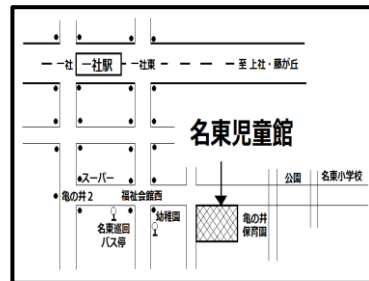 一社
一社駅
一社東
至 上社・藤が丘
名東児童館
公園
名東小学校
スーパー
亀の井2
福祉会館西
名東巡回
バス停
幼稚園
亀の井
保育園